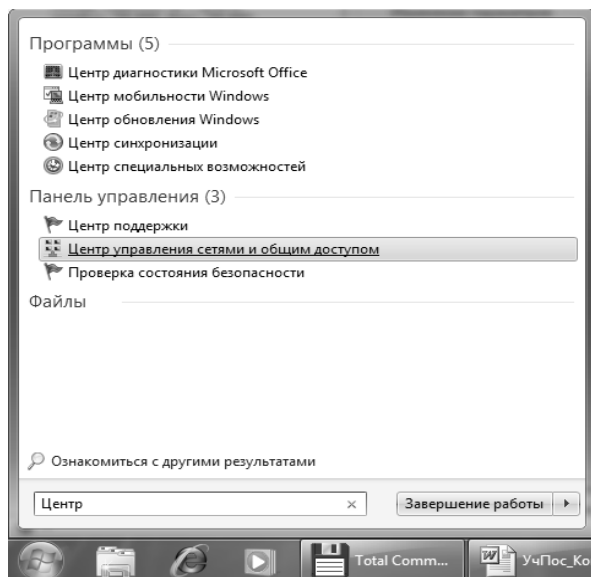 Программы (5)
Центр диагностики Microsoft Office
Центр мобильности Windows
Центр обновления Windows
Центр синхронизации
Центр специальных возможностей
Панель управления (3)
Центр поддержки
Центр управления сетями и общим доступом
Проверка состояния безопасности
Файлы
Ознакомиться с другими результатами
Центр
Завершение работы
Total Comm...
УчПос_Ко